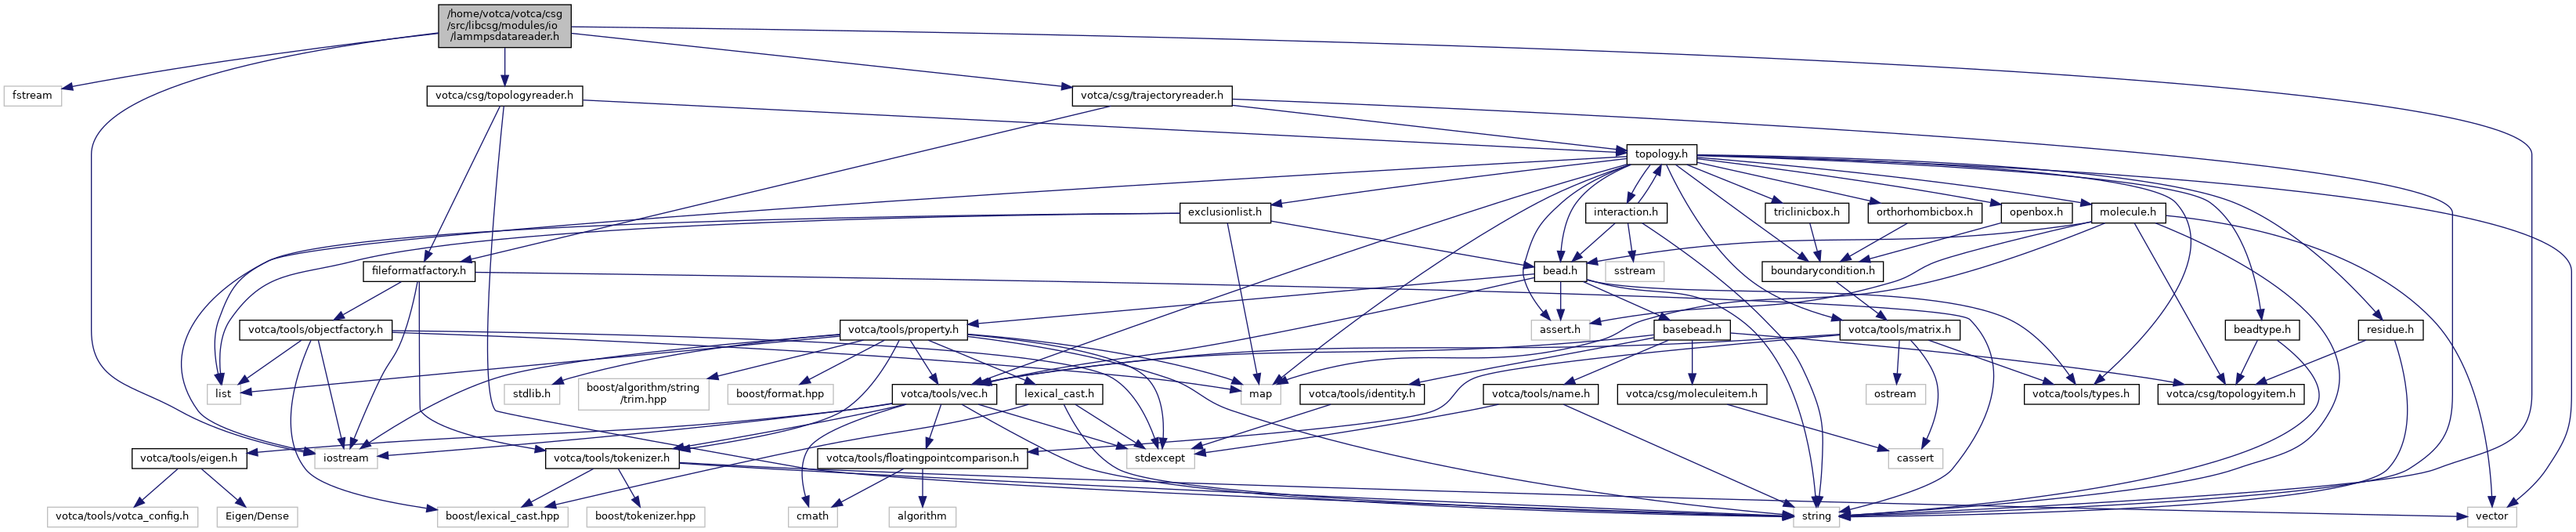 /home/votca/votca/csg
/src/libcsg/modules/io
/lammpsdatareader.h
fstream
votca/csg/topologyreader.h
votca/csg/trajectoryreader.h
topology.h
exclusionlist.h
interaction.h
triclinicbox.h
orthorhombicbox.h
openbox.h
molecule.h
fileformatfactory.h
bead.h
sstream
boundarycondition.h
votca/tools/objectfactory.h
votca/tools/property.h
assert.h
basebead.h
votca/tools/matrix.h
beadtype.h
residue.h
list
stdlib.h
boost/algorithm/string
/trim.hpp
boost/format.hpp
votca/tools/vec.h
lexical_cast.h
map
votca/tools/identity.h
votca/tools/name.h
votca/csg/moleculeitem.h
ostream
votca/tools/types.h
votca/csg/topologyitem.h
votca/tools/eigen.h
iostream
votca/tools/tokenizer.h
votca/tools/floatingpointcomparison.h
stdexcept
cassert
votca/tools/votca_config.h
Eigen/Dense
boost/lexical_cast.hpp
boost/tokenizer.hpp
cmath
algorithm
string
vector